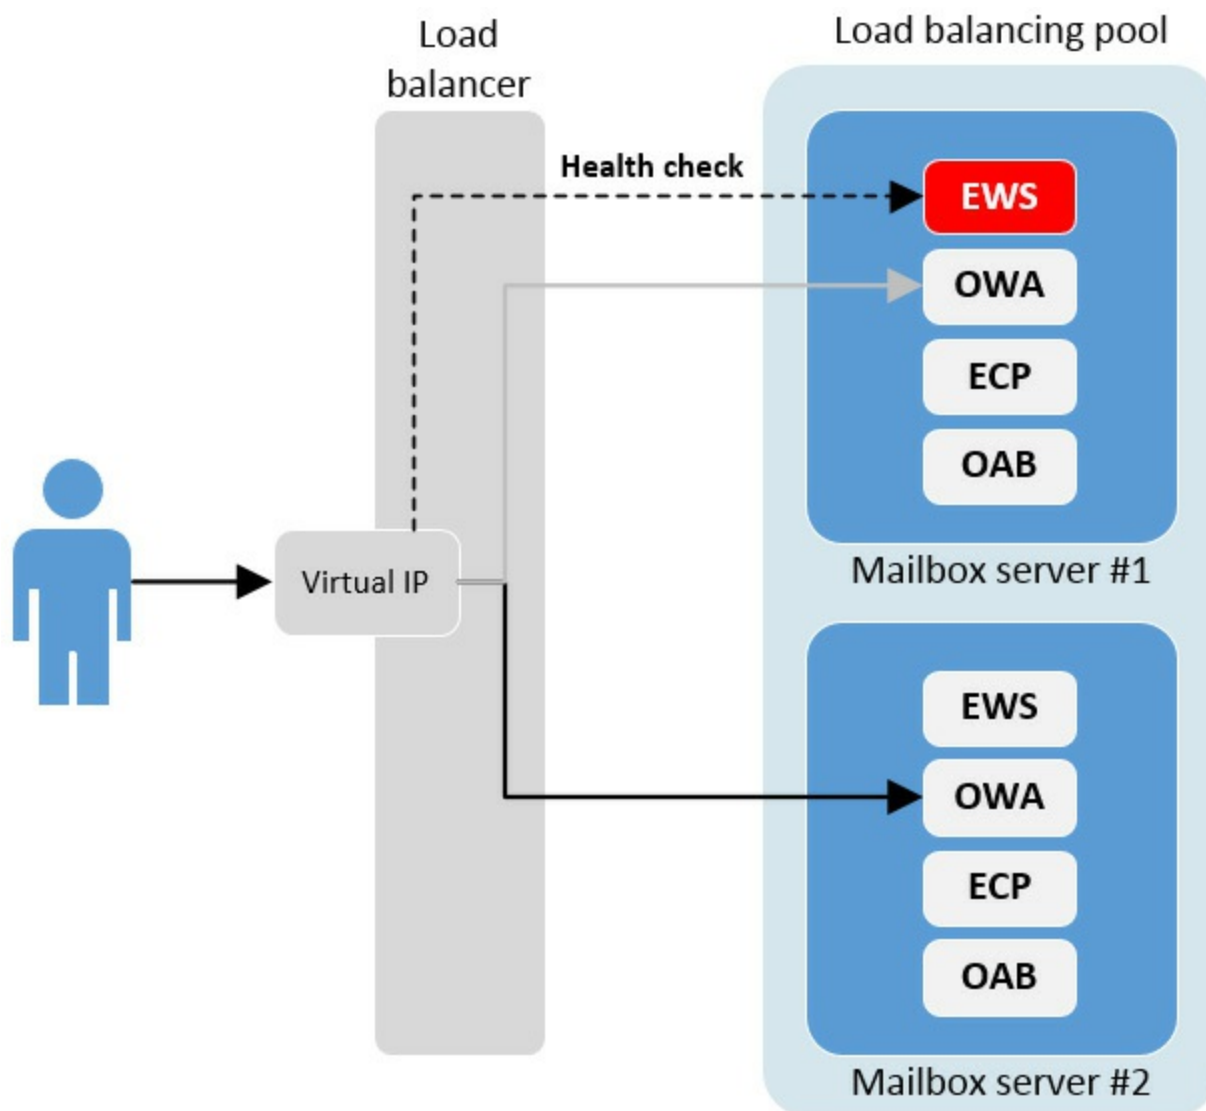 Load
balancer
Load balancing pool
Health check
EWS
OWA
ECP
OAB
Mailbox server #1
Virtual IP
EWS
OWA
ECP
OAB
Mailbox server #2